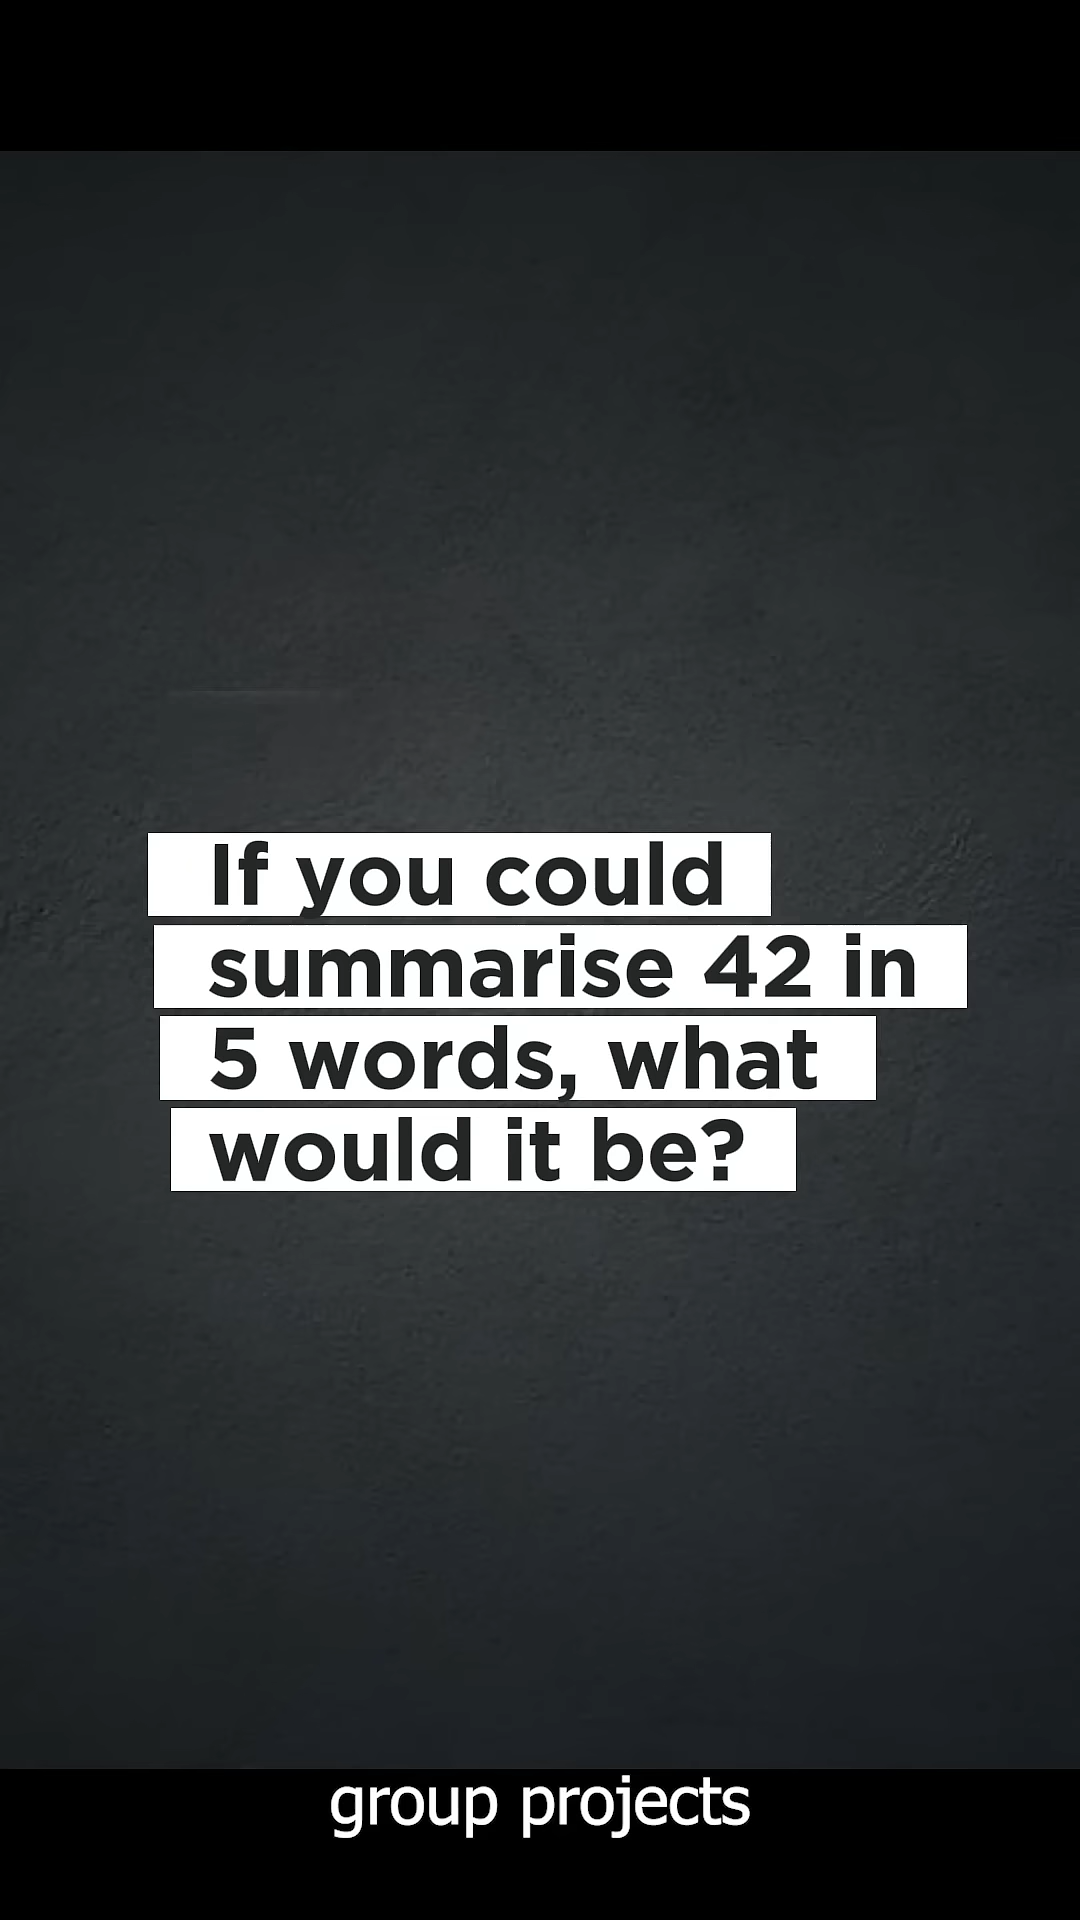 If you could
summarise 42 in
5 words, what
would it be?
group projects